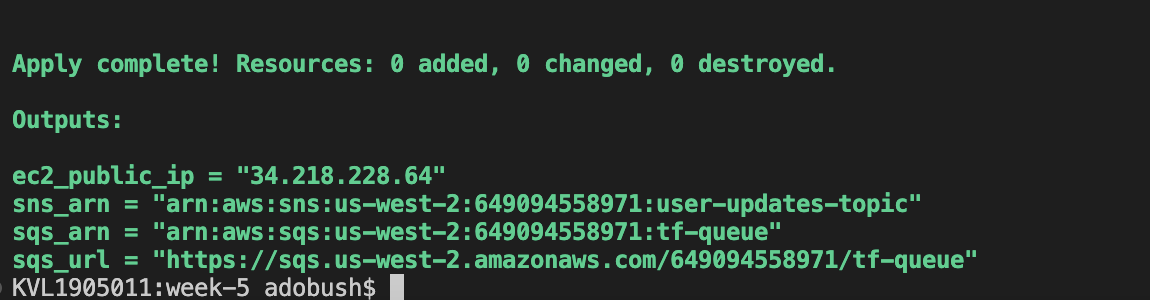 Apply complete! Resources: 0 added, 0 changed, 0 destroyed.
Outputs:
ec2_public_ip = "34.218.228.64"
sns_arn = "arn:aws:sns:us-west-2:649094558971:user-updates-topic"
sqs_arn = "arn:aws:sqs:us-west-2:649094558971:tf-queue"
sqs_url = "https://sqs.us-west-2.amazonaws.com/649094558971/tf-queue"
KVL1905011:week-5 adobush$